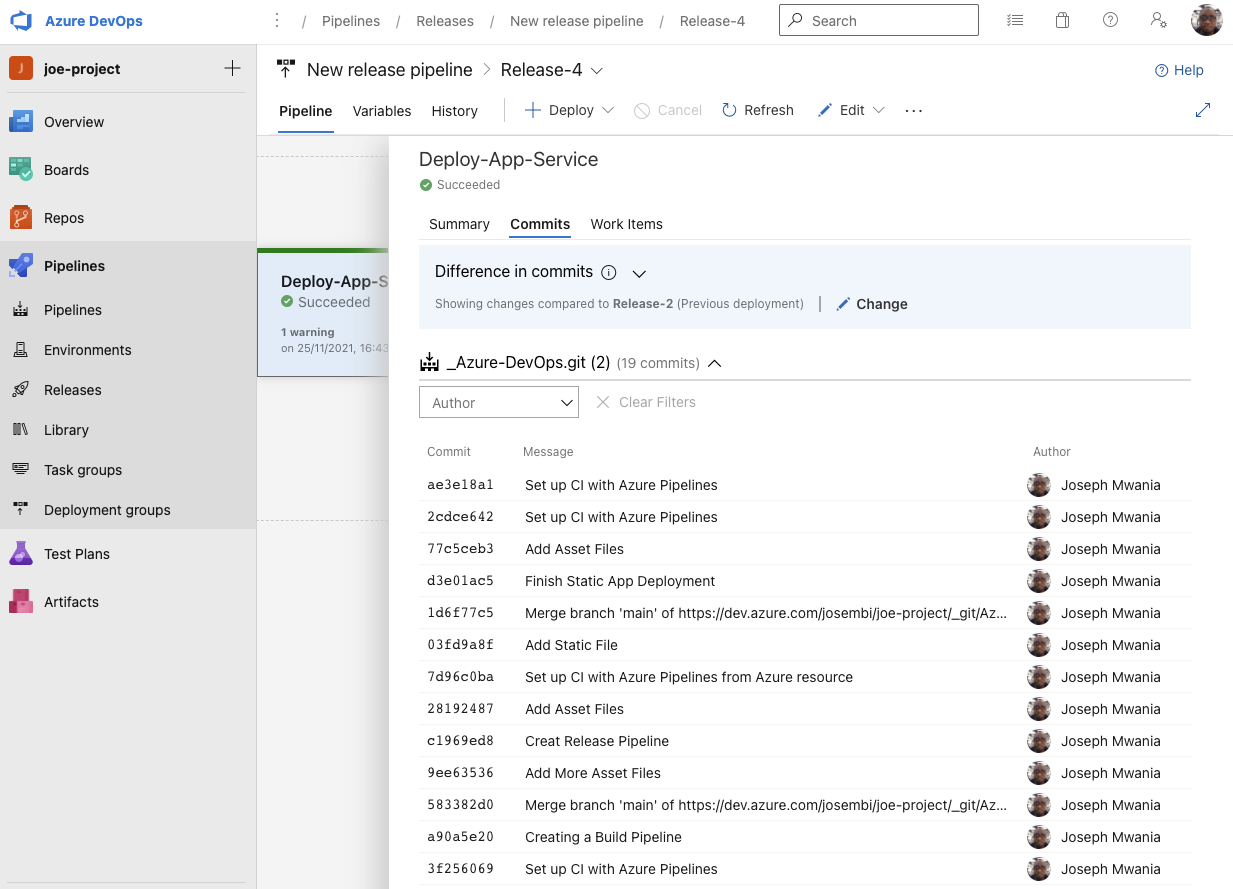 Azure DevOps
/ Pipelines / Releases / New release pipeline / Release-4
Search
J joe-project
New release pipeline > Release-4
Help
Pipeline Variables History Deploy Cancel Refresh Edit ...
Overview
Boards
Repos
Pipelines
Pipelines
Environments
Releases
Library
Task groups
Deployment groups
Test Plans
Artifacts
Deploy-App-S
Succeeded
1 warning
on 25/11/2021, 16:43
Deploy-App-Service
Succeeded
Summary Commits Work Items
Difference in commits
Showing changes compared to Release-2 (Previous deployment) | Change
_Azure-DevOps.git (2) (19 commits)
Author Clear Filters
Commit Message Author
ae3e18a1 Set up CI with Azure Pipelines Joseph Mwania
2cdce642 Set up CI with Azure Pipelines Joseph Mwania
77c5ceb3 Add Asset Files Joseph Mwania
d3e01ac5 Finish Static App Deployment Joseph Mwania
1d6f77c5 Merge branch 'main' of https://dev.azure.com/josembi/joe-project/_git/Az... Joseph Mwania
03fd9a8f Add Static File Joseph Mwania
7d96c0ba Set up CI with Azure Pipelines from Azure resource Joseph Mwania
28192487 Add Asset Files Joseph Mwania
c1969ed8 Creat Release Pipeline Joseph Mwania
9ee63536 Add More Asset Files Joseph Mwania
583382d0 Merge branch 'main' of https://dev.azure.com/josembi/joe-project/_git/Az... Joseph Mwania
a90a5e20 Creating a Build Pipeline Joseph Mwania
3f256069 Set up CI with Azure Pipelines Joseph Mwania